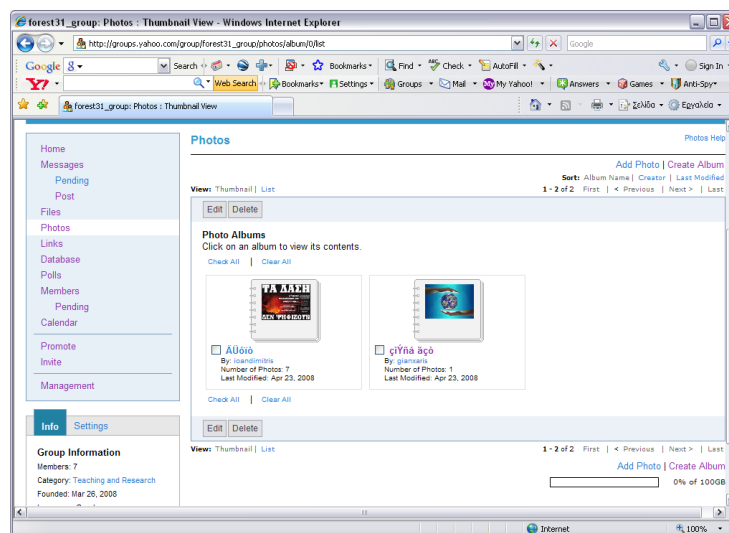 forest31_group : Photos : Thumbnail View - Windows Internet Explorer
http://groups.yahoo.com/group/forest31_group/photos/album/0/list
Google
Google Search Bookmarks Find Check AutoFill Sign In
Y! Web Search Bookmarks Settings Groups Mail My Yahoo! Answers Games Anti-Spy
forest31_group: Photos : Thumbnail View Σελίδα Εργαλεία
Home
Messages
Pending
Post
Files
Photos
Links
Database
Polls
Members
Pending
Calendar
Promote
Invite
Management
Info Settings
Group Information
Members: 7
Category: Teaching and Research
Founded: Mar 26, 2008
Photos Photos Help
Add Photo | Create Album
Sort: Album Name | Creator | Last Modified
View: Thumbnail | List 1 - 2 of 2 First | < Previous | Next > | Last
Edit Delete
Photo Albums
Click on an album to view its contents.
Check All | Clear All
ΤΑ ΔΑΣΗ
ΔΕΝ ΨΗΦΙΖΟΥΝ
ÄÜóïò
By: ioandimitris
Number of Photos: 7
Last Modified: Apr 23, 2008
çìÝñá äçò
By: gianxaris
Number of Photos: 1
Last Modified: Apr 23, 2008
Check All | Clear All
Edit Delete
View: Thumbnail | List 1 - 2 of 2 First | < Previous | Next > | Last
Add Photo | Create Album
0% of 100GB
Internet 100%